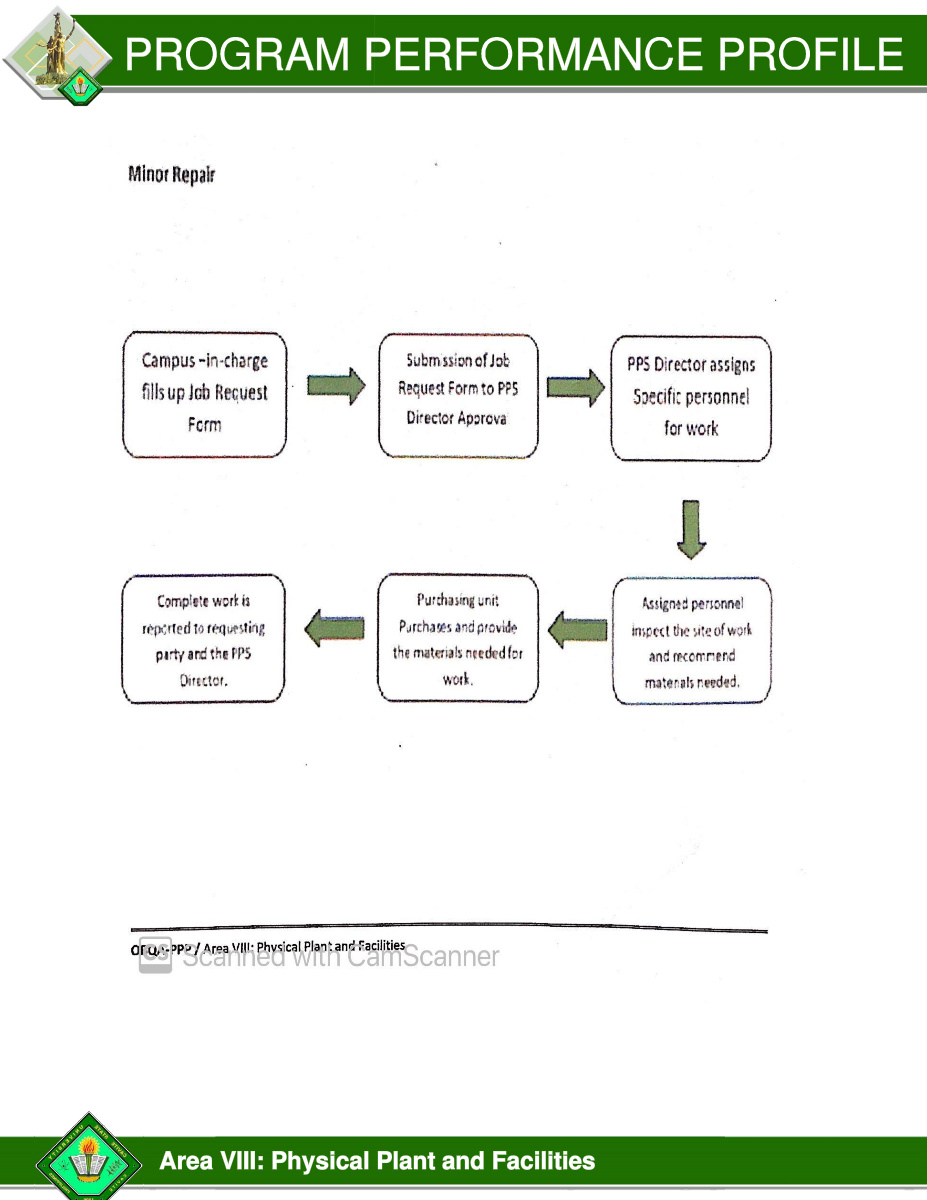 PROGRAM PERFORMANCE PROFILE
Minor Repair
Campus –in-charge
fills up Job Request
Form
Submission of Job
Request Form to PPS
Director Approva
PPS Director assigns
Specific personnel
for work
Assigned personnel
inspect the site of work
and recommend
materials needed.
Purchasing unit
Purchases and provide
the materials needed for
work.
Complete work is
reported to requesting
party and the PPS
Director.
PPP / Area VIII: Physical Plant and Facilities
CS Scanned with CamScanner
Area VIII: Physical Plant and Facilities